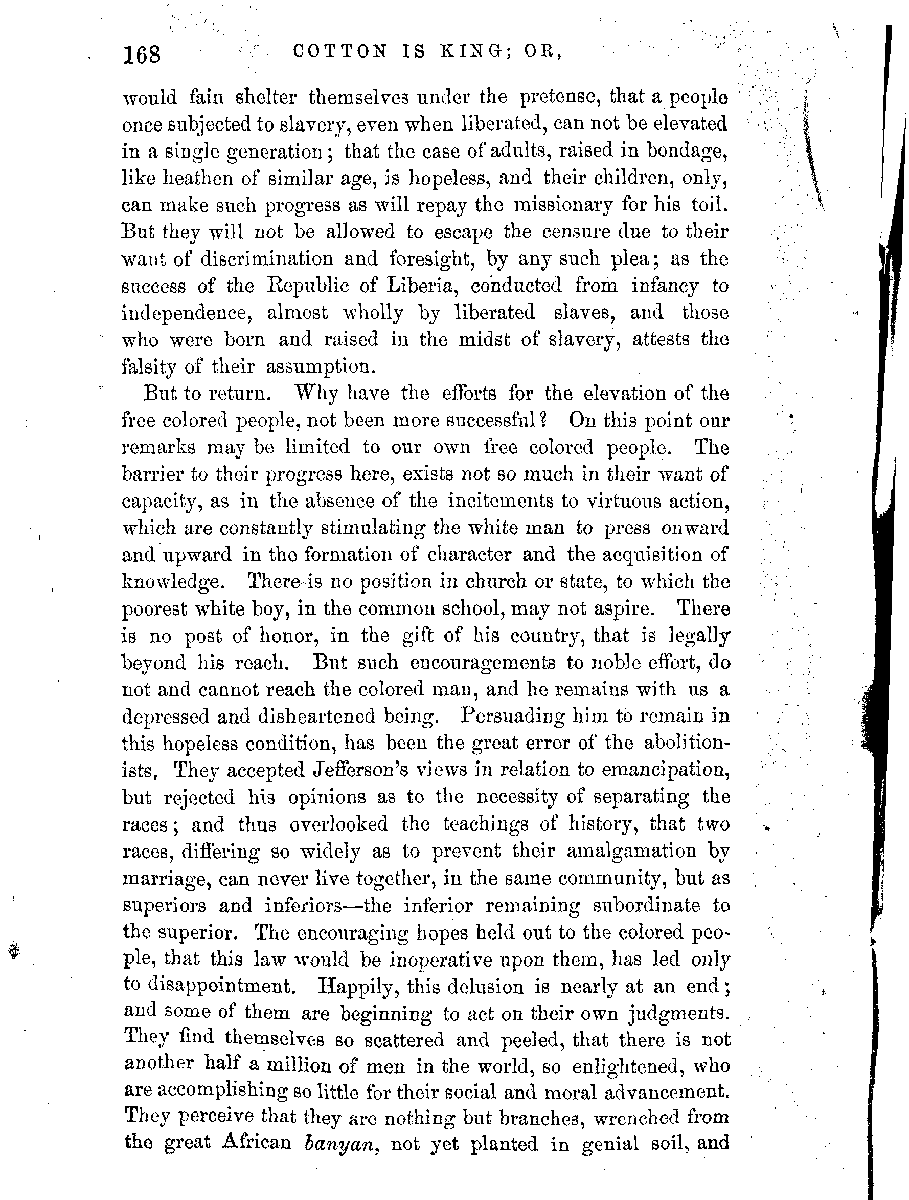 168 COTTON IS KING; OR,
would fain shelter themselves under the pretense, that a people
once subjected to slavery, even when liberated, can not be elevated
in a single generation; that the case of adults, raised in bondage,
like heathen of similar age, is hopeless, and their children, only,
can make such progress as will repay the missionary for his toil.
But they will not be allowed to escape the censure due to their
want of discrimination and foresight, by any such plea; as the
success of the Republic of Liberia, conducted from infancy to
independence, almost wholly by liberated slaves, and those
who were born and raised in the midst of slavery, attests the
falsity of their assumption.
But to return. Why have the efforts for the elevation of the
free colored people, not been more successful? On this point our
remarks may be limited to our own free colored people. The
barrier to their progress here, exists not so much in their want of
capacity, as in the absence of the incitements to virtuous action,
which are constantly stimulating the white man to press onward
and upward in the formation of character and the acquisition of
knowledge. There is no position in church or state, to which the
poorest white boy, in the common school, may not aspire. There
is no post of honor, in the gift of his country, that is legally
beyond his reach. But such encouragements to noble effort, do
not and cannot reach the colored man, and he remains with us a
depressed and disheartened being. Persuading him to remain in
this hopeless condition, has been the great error of the abolition-
ists. They accepted Jefferson's views in relation to emancipation,
but rejected his opinions as to the necessity of separating the
races; and thus overlooked the teachings of history, that two
races, differing so widely as to prevent their amalgamation by
marriage, can never live together, in the same community, but as
superiors and inferiors—the inferior remaining subordinate to
the superior. The encouraging hopes held out to the colored peo-
ple, that this law would be inoperative upon them, has led only
to disappointment. Happily, this delusion is nearly at an end;
and some of them are beginning to act on their own judgments.
They find themselves so scattered and peeled, that there is not
another half a million of men in the world, so enlightened, who
are accomplishing so little for their social and moral advancement.
They perceive that they are nothing but branches, wrenched from
the great African banyan, not yet planted in genial soil, and